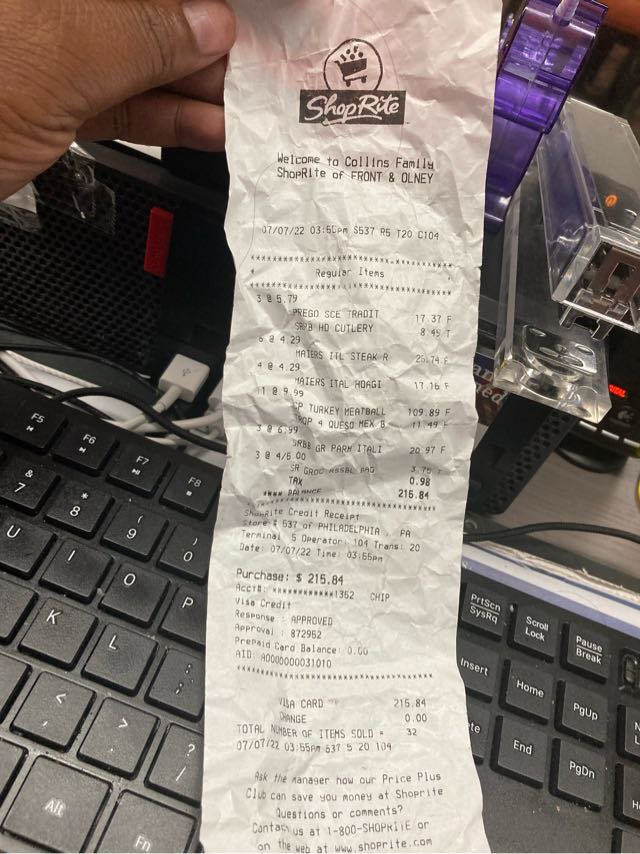 ShopRite
Welcome to Collins Family
ShopRite of FRONT & OLNEY
07/07/22 03:55pm S537 R5 T20 C104
Regular Items
3 @ 5.79
PREGO SCE TRADIT 17.37 F
SRPB HD CUTLERY 8.49 T
6 @ 4.29
MAIERS ITL STEAK R 25.74 F
4 @ 4.29
MAIERS ITAL HOAGI 17.16 F
11 @ 9.99
TURKEY MEATBALL 109.89 F
4 QUESO MEX B 11.49 F
3 @ 6.99
GR PARM ITALI 20.97 F
3 @ 4/5.00
SR GROC RSBL BAG 3.75 T
TAX 0.98
**** BALANCE 215.84
ShopRite Credit Receipt
Store # 537 of PHILADELPHIA, PA
Terminal 5 Operator: 104 Trans: 20
Date: 07/07/22 Time: 03:55pm
Purchase: $ 215.84
Acct#: ************1352 CHIP
Visa Credit
Response : APPROVED
Approval : 872952
Prepaid Card Balance: 0.00
AID: A0000000031010
VISA CARD 215.84
CHANGE 0.00
TOTAL NUMBER OF ITEMS SOLD = 32
07/07/22 03:55pm 537 5 20 104
Ask the manager how our Price Plus
Club can save you money at Shoprite
Questions or comments?
Contact us at 1-800-SHOPRITE or
on the web at www.shoprite.com
F5
F6
F7
F8
& 7
* 8
( 9
) 0
U
I
O
P
K
L
: ;
<
>
? /
Alt
Fn
PrtScn SysRq
Scroll Lock
Pause Break
Insert
Home
PgUp
End
PgDn